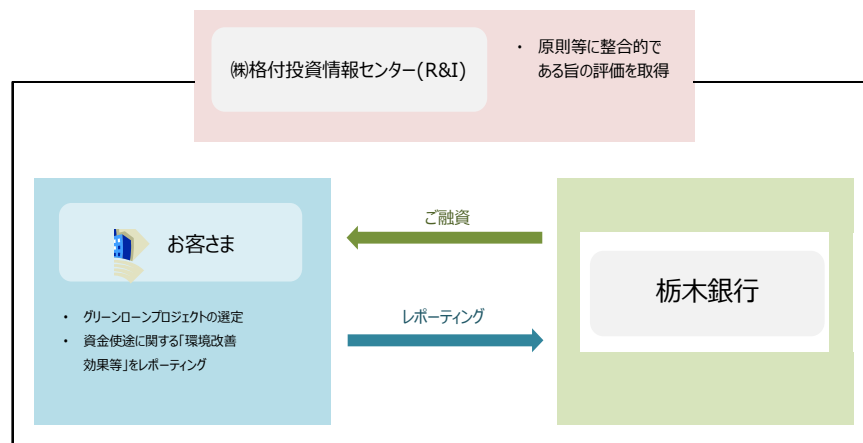 ㈱格付投資情報センター(R&I)
・ 原則等に整合的で
ある旨の評価を取得
お客さま
・ グリーンローンプロジェクトの選定
・ 資金使途に関する「環境改善
効果等」をレポーティング
ご融資
レポーティング
栃木銀行